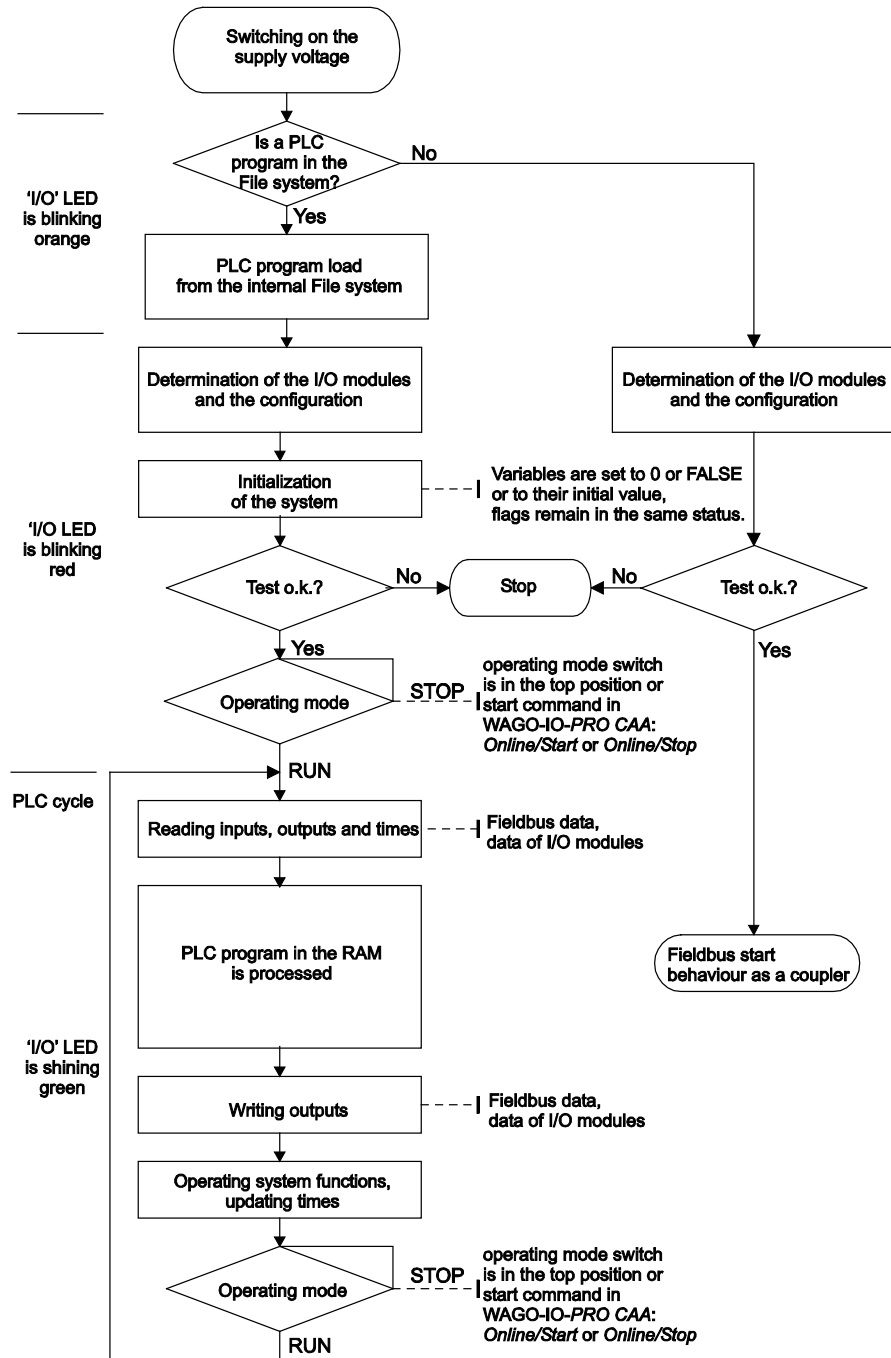 Switching on the
supply voltage
Is a PLC
program in the
File system?
No
Yes
'I/O' LED
is blinking
orange
PLC program load
from the internal File system
Determination of the I/O modules
and the configuration
Determination of the I/O modules
and the configuration
Initialization
of the system
Variables are set to 0 or FALSE
or to their initial value,
flags remain in the same status.
'I/O LED
is blinking
red
Test o.k.?
No
Stop
No
Test o.k.?
Yes
Yes
Operating mode
STOP
operating mode switch
is in the top position or
start command in
WAGO-IO-PRO CAA:
Online/Start or Online/Stop
RUN
PLC cycle
Reading inputs, outputs and times
Fieldbus data,
data of I/O modules
PLC program in the RAM
is processed
Fieldbus start
behaviour as a coupler
'I/O' LED
is shining
green
Writing outputs
Fieldbus data,
data of I/O modules
Operating system functions,
updating times
Operating mode
STOP
operating mode switch
is in the top position or
start command in
WAGO-IO-PRO CAA:
Online/Start or Online/Stop
RUN